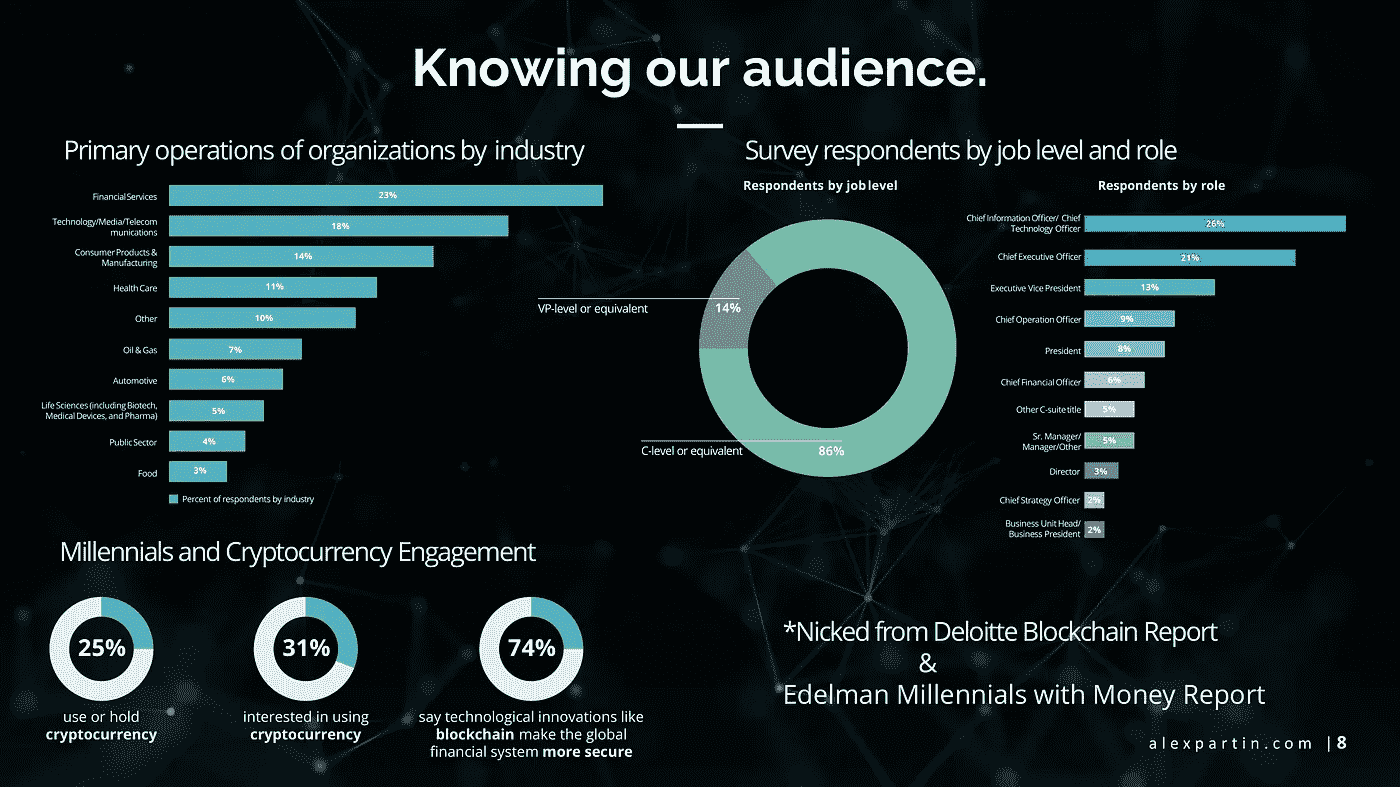 Knowing our audience.
Primary operations of organizations by industry
Financial Services
23%
Technology/Media/Telecom
munications
18%
Consumer Products &
Manufacturing
14%
Health Care
11%
Other
10%
Oil & Gas
7%
Automotive
6%
Life Sciences (including Biotech,
Medical Devices, and Pharma)
5%
Public Sector
4%
Food
3%
Percent of respondents by industry
Survey respondents by job level and role
Respondents by job level
VP-level or equivalent
14%
C-level or equivalent
86%
Respondents by role
Chief Information Officer/ Chief
Technology Officer
26%
Chief Executive Officer
21%
Executive Vice President
13%
Chief Operation Officer
9%
President
8%
Chief Financial Officer
6%
Other C-suite title
5%
Sr. Manager/
Manager/Other
5%
Director
3%
Chief Strategy Officer
2%
Business Unit Head/
Business President
2%
Millennials and Cryptocurrency Engagement
25%
use or hold
cryptocurrency
31%
interested in using
cryptocurrency
74%
say technological innovations like
blockchain make the global
financial system more secure
*Nicked from Deloitte Blockchain Report
&
Edelman Millennials with Money Report
alexpartin.com | 8